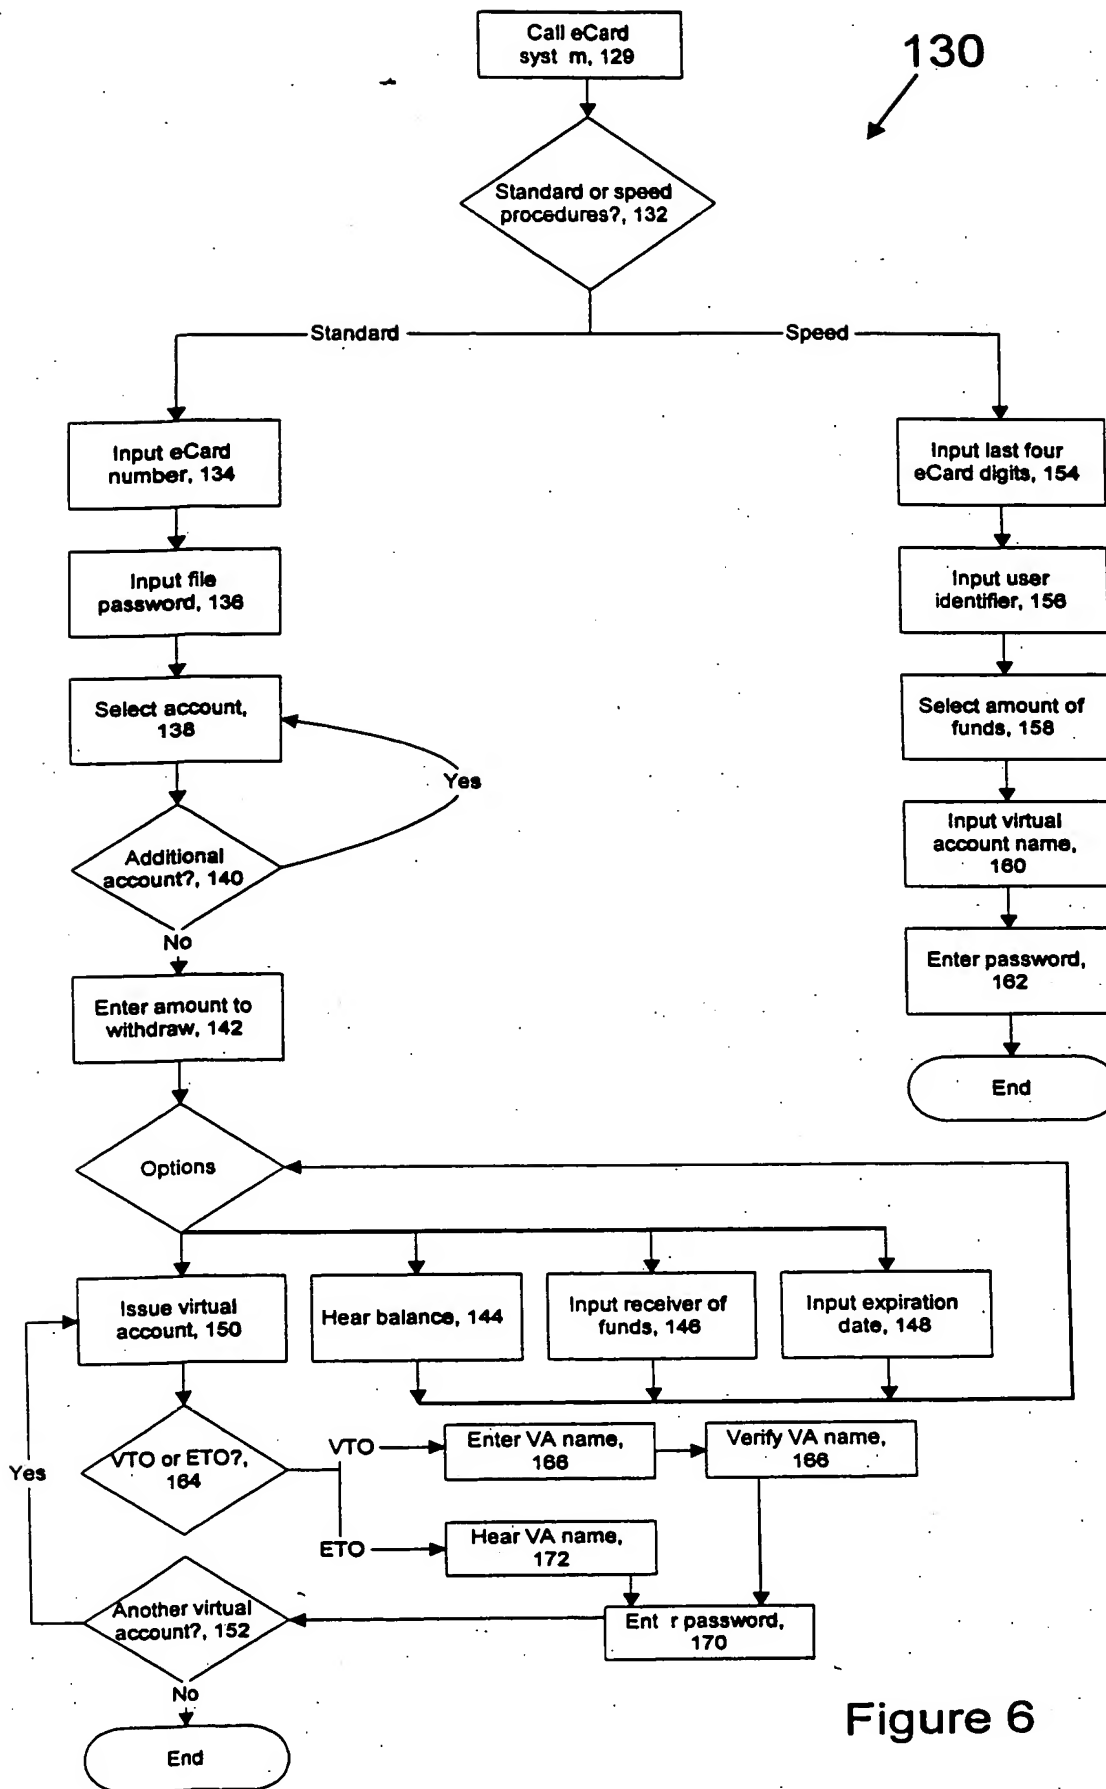 Call eCard
syst m, 129
130
Standard or speed
procedures?, 132
Standard
Speed
Input eCard
number, 134
Input last four
eCard digits, 154
Input file
password, 136
Input user
identifier, 156
Select account,
138
Select amount of
funds, 158
Yes
Additional
account?, 140
Input virtual
account name,
160
No
Enter password,
162
Enter amount to
withdraw, 142
End
Options
Issue virtual
account, 150
Hear balance, 144
Input receiver of
funds, 146
Input expiration
date, 148
VTO or ETO?,
164
VTO
Enter VA name,
166
Verify VA name,
166
Yes
ETO
Hear VA name,
172
Another virtual
account?, 152
Ent r password,
170
No
End
Figure 6